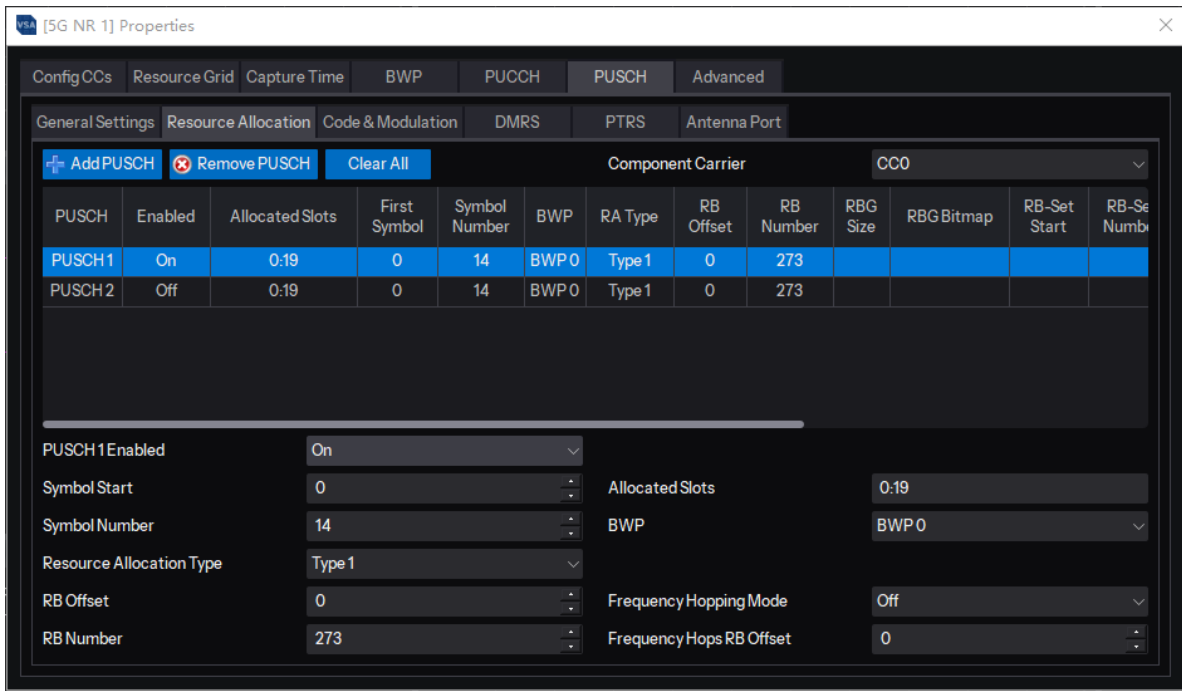 VSA [5G NR 1] Properties
Config CCs Resource Grid Capture Time BWP PUCCH PUSCH Advanced
General Settings Resource Allocation Code & Modulation DMRS PTRS Antenna Port
Add PUSCH Remove PUSCH Clear All Component Carrier CC0
PUSCH Enabled Allocated Slots First Symbol Symbol Number BWP RA Type RB Offset RB Number RBG Size RBG Bitmap RB-Set Start RB-Se Numb
PUSCH 1 On 0:19 0 14 BWP 0 Type 1 0 273
PUSCH 2 Off 0:19 0 14 BWP 0 Type 1 0 273
PUSCH 1 Enabled On
Symbol Start 0 Allocated Slots 0:19
Symbol Number 14 BWP BWP 0
Resource Allocation Type Type 1
RB Offset 0 Frequency Hopping Mode Off
RB Number 273 Frequency Hops RB Offset 0